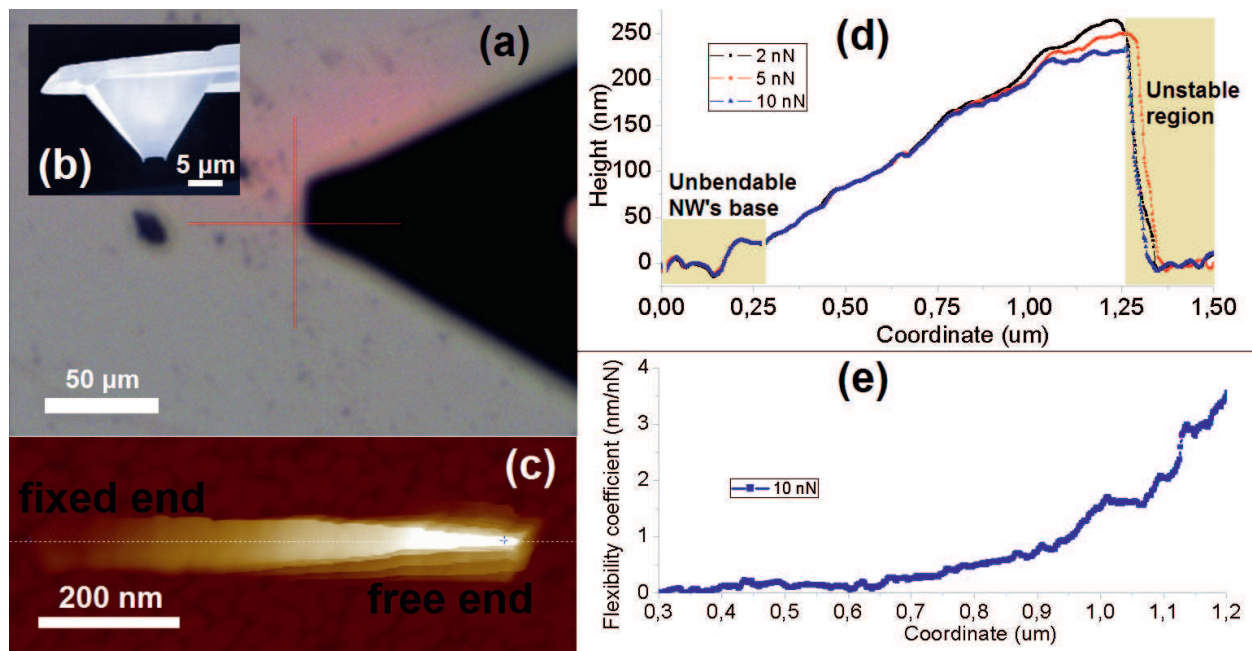 (a)
(b)
5 µm
50 µm
(c)
fixed end
free end
200 nm
(d)
2 nN
5 nN
10 nN
Unstable
region
Unbendable
NW's base
Height (nm)
250
200
150
100
50
0
0,00 0,25 0,50 0,75 1,00 1,25 1,50
Coordinate (um)
(e)
10 nN
Flexibility coefficient (nm/nN)
4
3
2
1
0
0,3 0,4 0,5 0,6 0,7 0,8 0,9 1,0 1,1 1,2
Coordinate (um)